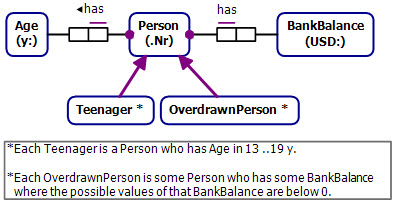 Age
(y:)
◄has
Person
(.Nr)
has
BankBalance
(USD:)
Teenager *
OverdrawnPerson *
*Each Teenager is a Person who has Age in 13 ..19 y.
*Each OverdrawnPerson is some Person who has some BankBalance
where the possible values of that BankBalance are below 0.